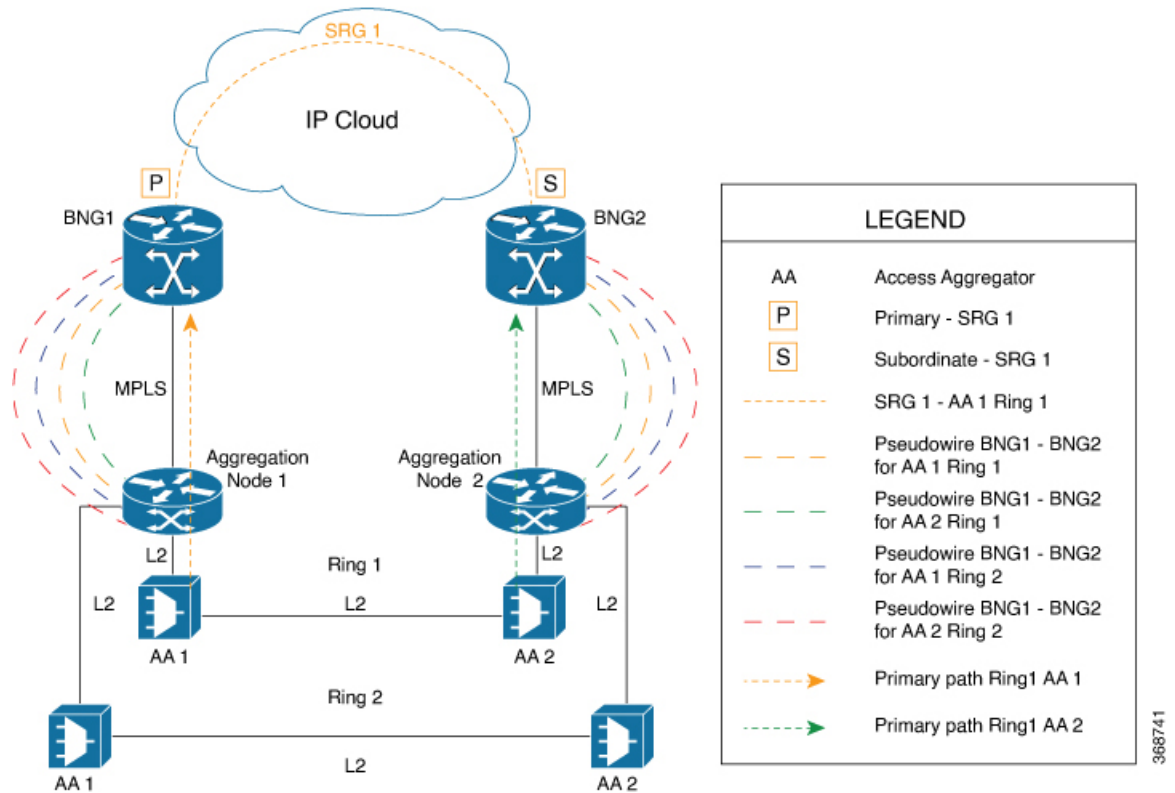 SRG 1
IP Cloud
P
S
BNG1
BNG2
MPLS
MPLS
Aggregation
Node 1
Aggregation
Node 2
L2
L2
Ring 1
L2
L2
L2
AA 1
AA 2
Ring 2
L2
AA 1
AA 2
LEGEND
AA Access Aggregator
P Primary - SRG 1
S Subordinate - SRG 1
SRG 1 - AA 1 Ring 1
Pseudowire BNG1 - BNG2
for AA 1 Ring 1
Pseudowire BNG1 - BNG2
for AA 2 Ring 1
Pseudowire BNG1 - BNG2
for AA 1 Ring 2
Pseudowire BNG1 - BNG2
for AA 2 Ring 2
Primary path Ring1 AA 1
Primary path Ring1 AA 2
368741